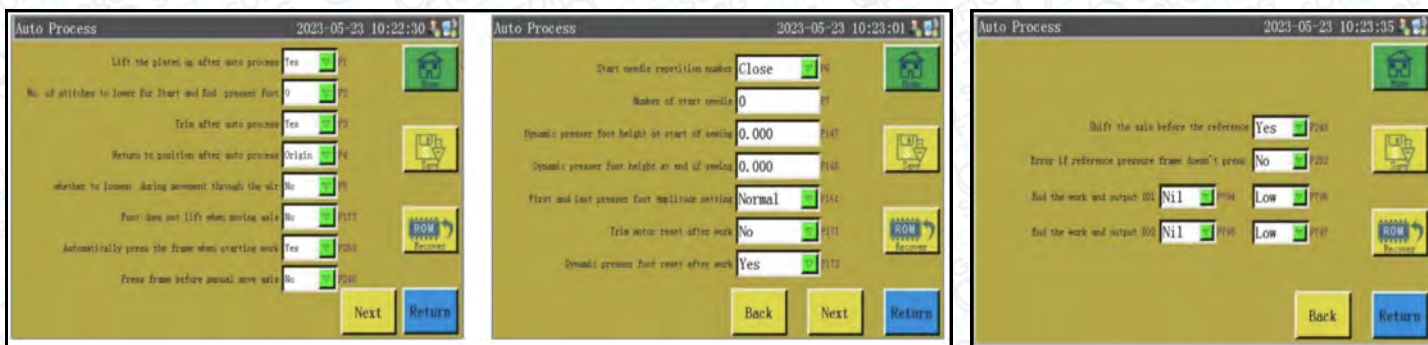 Auto Process 2023-05-23 10:22:30
Lift the plates up after auto process Yes P1
No. of stitches to lower for Start and End presser foot 0 P2
Trim after auto process Yes P3
Return to position after auto process Origin P4
whether to loosen during movement through the air No P5
Foot does not lift when moving axle No
Automatically press the frame when starting work Yes
Press frame before manual move axle No
Home
Save
ROM
Recover
Next
Return
Auto Process 2023-05-23 10:23:01
Start needle repetition number Close P6
Number of start needle 0 P7
Dynamic presser foot height at start of sewing 0.000 P147
Dynamic presser foot height at end of sewing 0.000 P148
First and last presser foot Amplitude setting Normal P161
Trim motor reset after work No P171
Dynamic presser foot reset after work Yes P172
Home
Save
ROM
Recover
Back
Next
Return
Auto Process 2023-05-23 10:23:35
Shift the axis before the reference Yes
Error if reference pressure frame doesn't press No
End the work and output IO1 Nil Low
End the work and output IO2 Nil Low
Home
Save
ROM
Recover
Back
Return